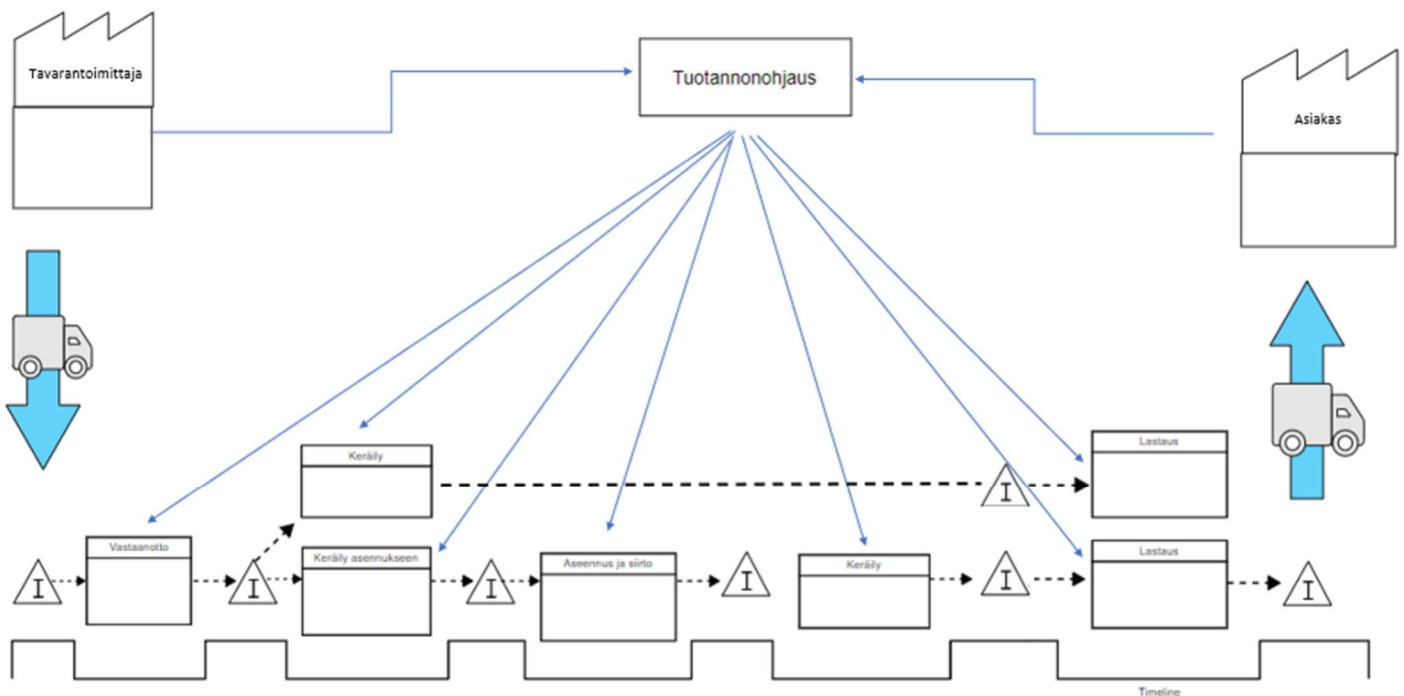 Tavarantoimittaja
Tuotannonohjaus
Asiakas
Keräily
Lastaus
Vastaanotto
Keräily asennukseen
Aseennus ja siirto
Keräily
Lastaus
I
I
I
I
I
I
I
Timeline